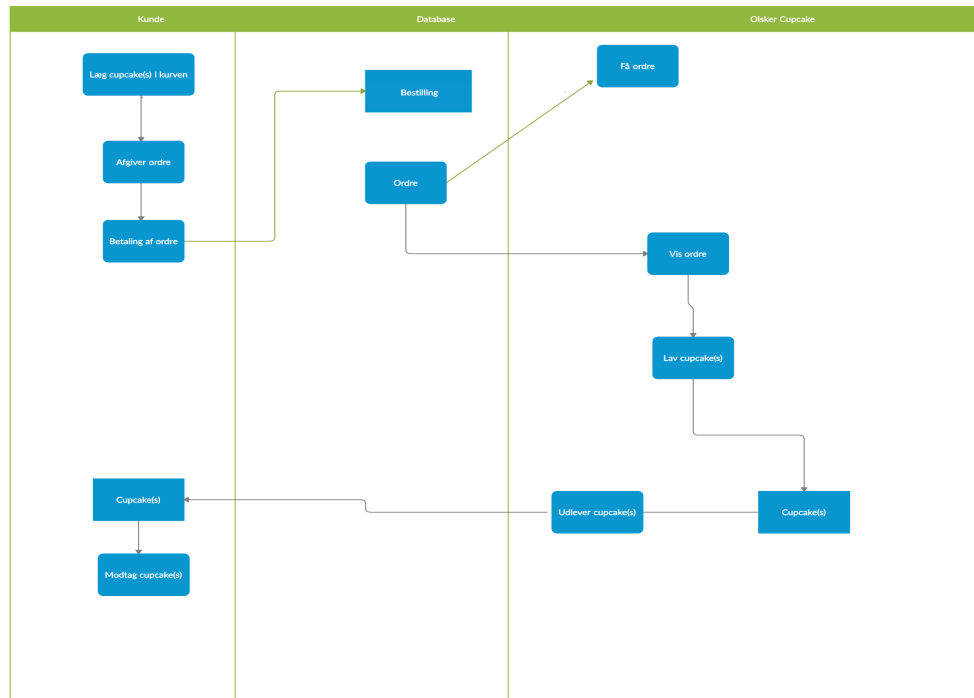 Kunde
Database
Olsker Cupcake
Læg cupcake(s) i kurven
Afgiver ordre
Betaling af ordre
Bestilling
Ordre
Få ordre
Vis ordre
Lav cupcake(s)
Cupcake(s)
Udlever cupcake(s)
Cupcake(s)
Modtag cupcake(s)